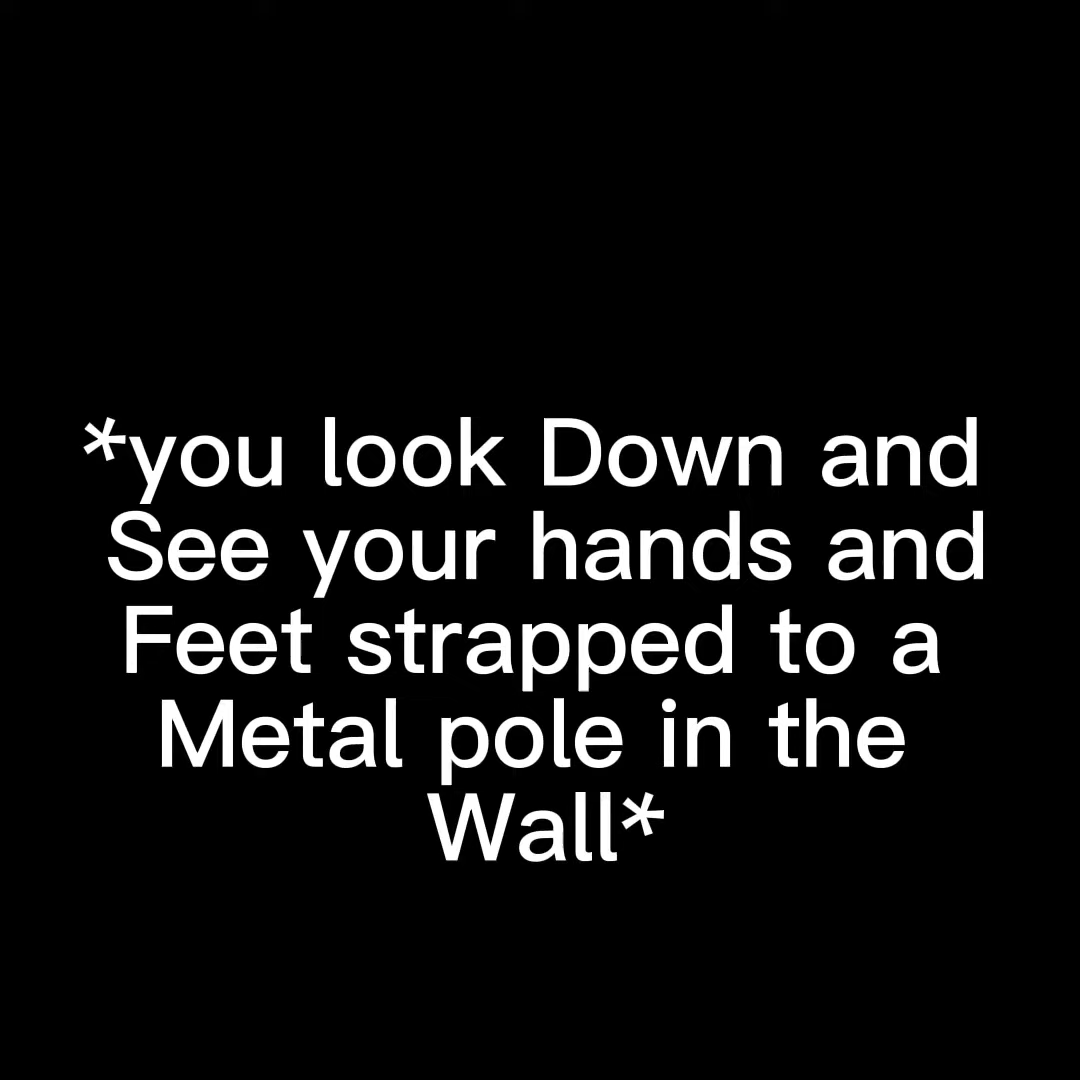 *you look Down and
See your hands and
Feet strapped to a
Metal pole in the
Wall*